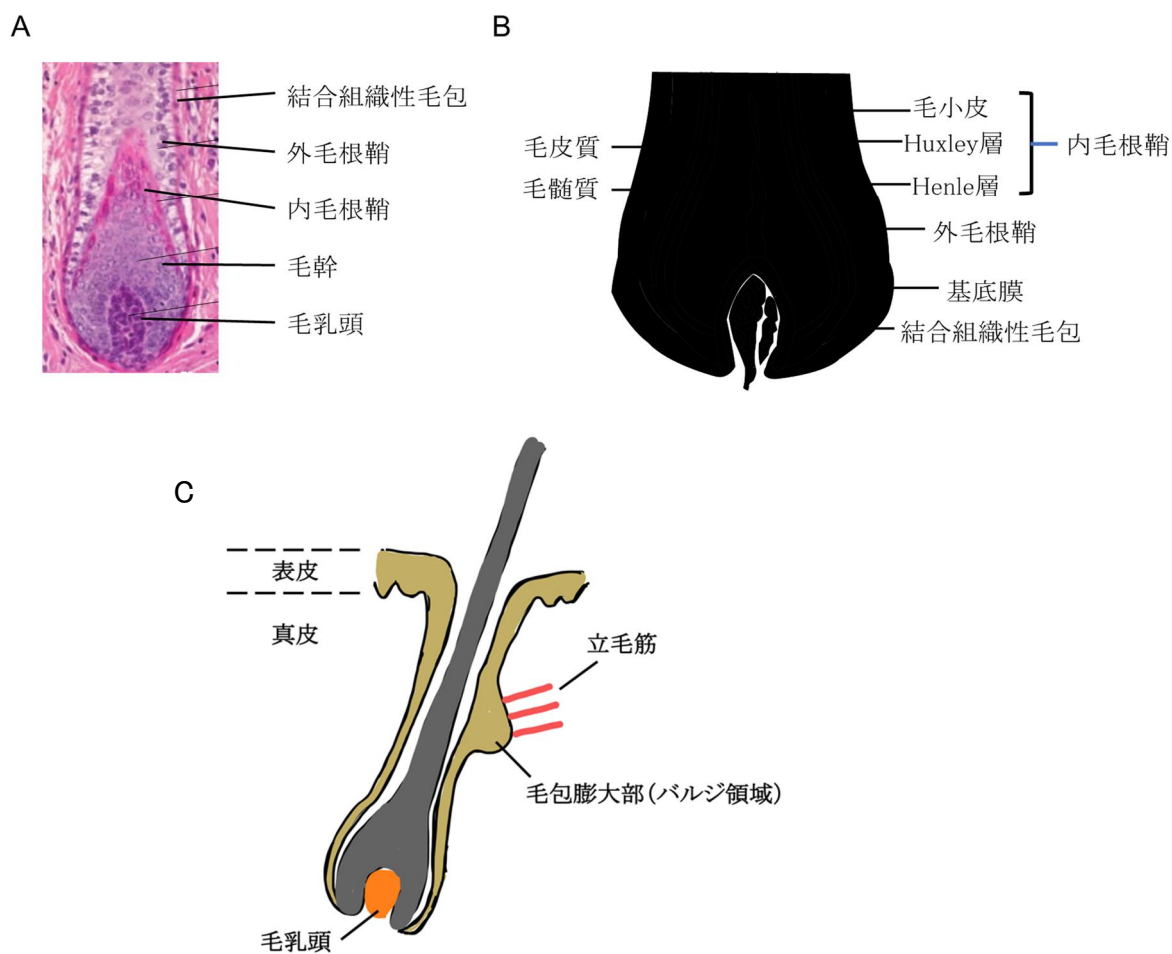 A
結合組織性毛包
外毛根鞘
内毛根鞘
毛幹
毛乳頭
B
毛皮質
毛髄質
毛小皮
Huxley層
Henle層
内毛根鞘
外毛根鞘
基底膜
結合組織性毛包
C
表皮
真皮
立毛筋
毛包膨大部(バルジ領域)
毛乳頭